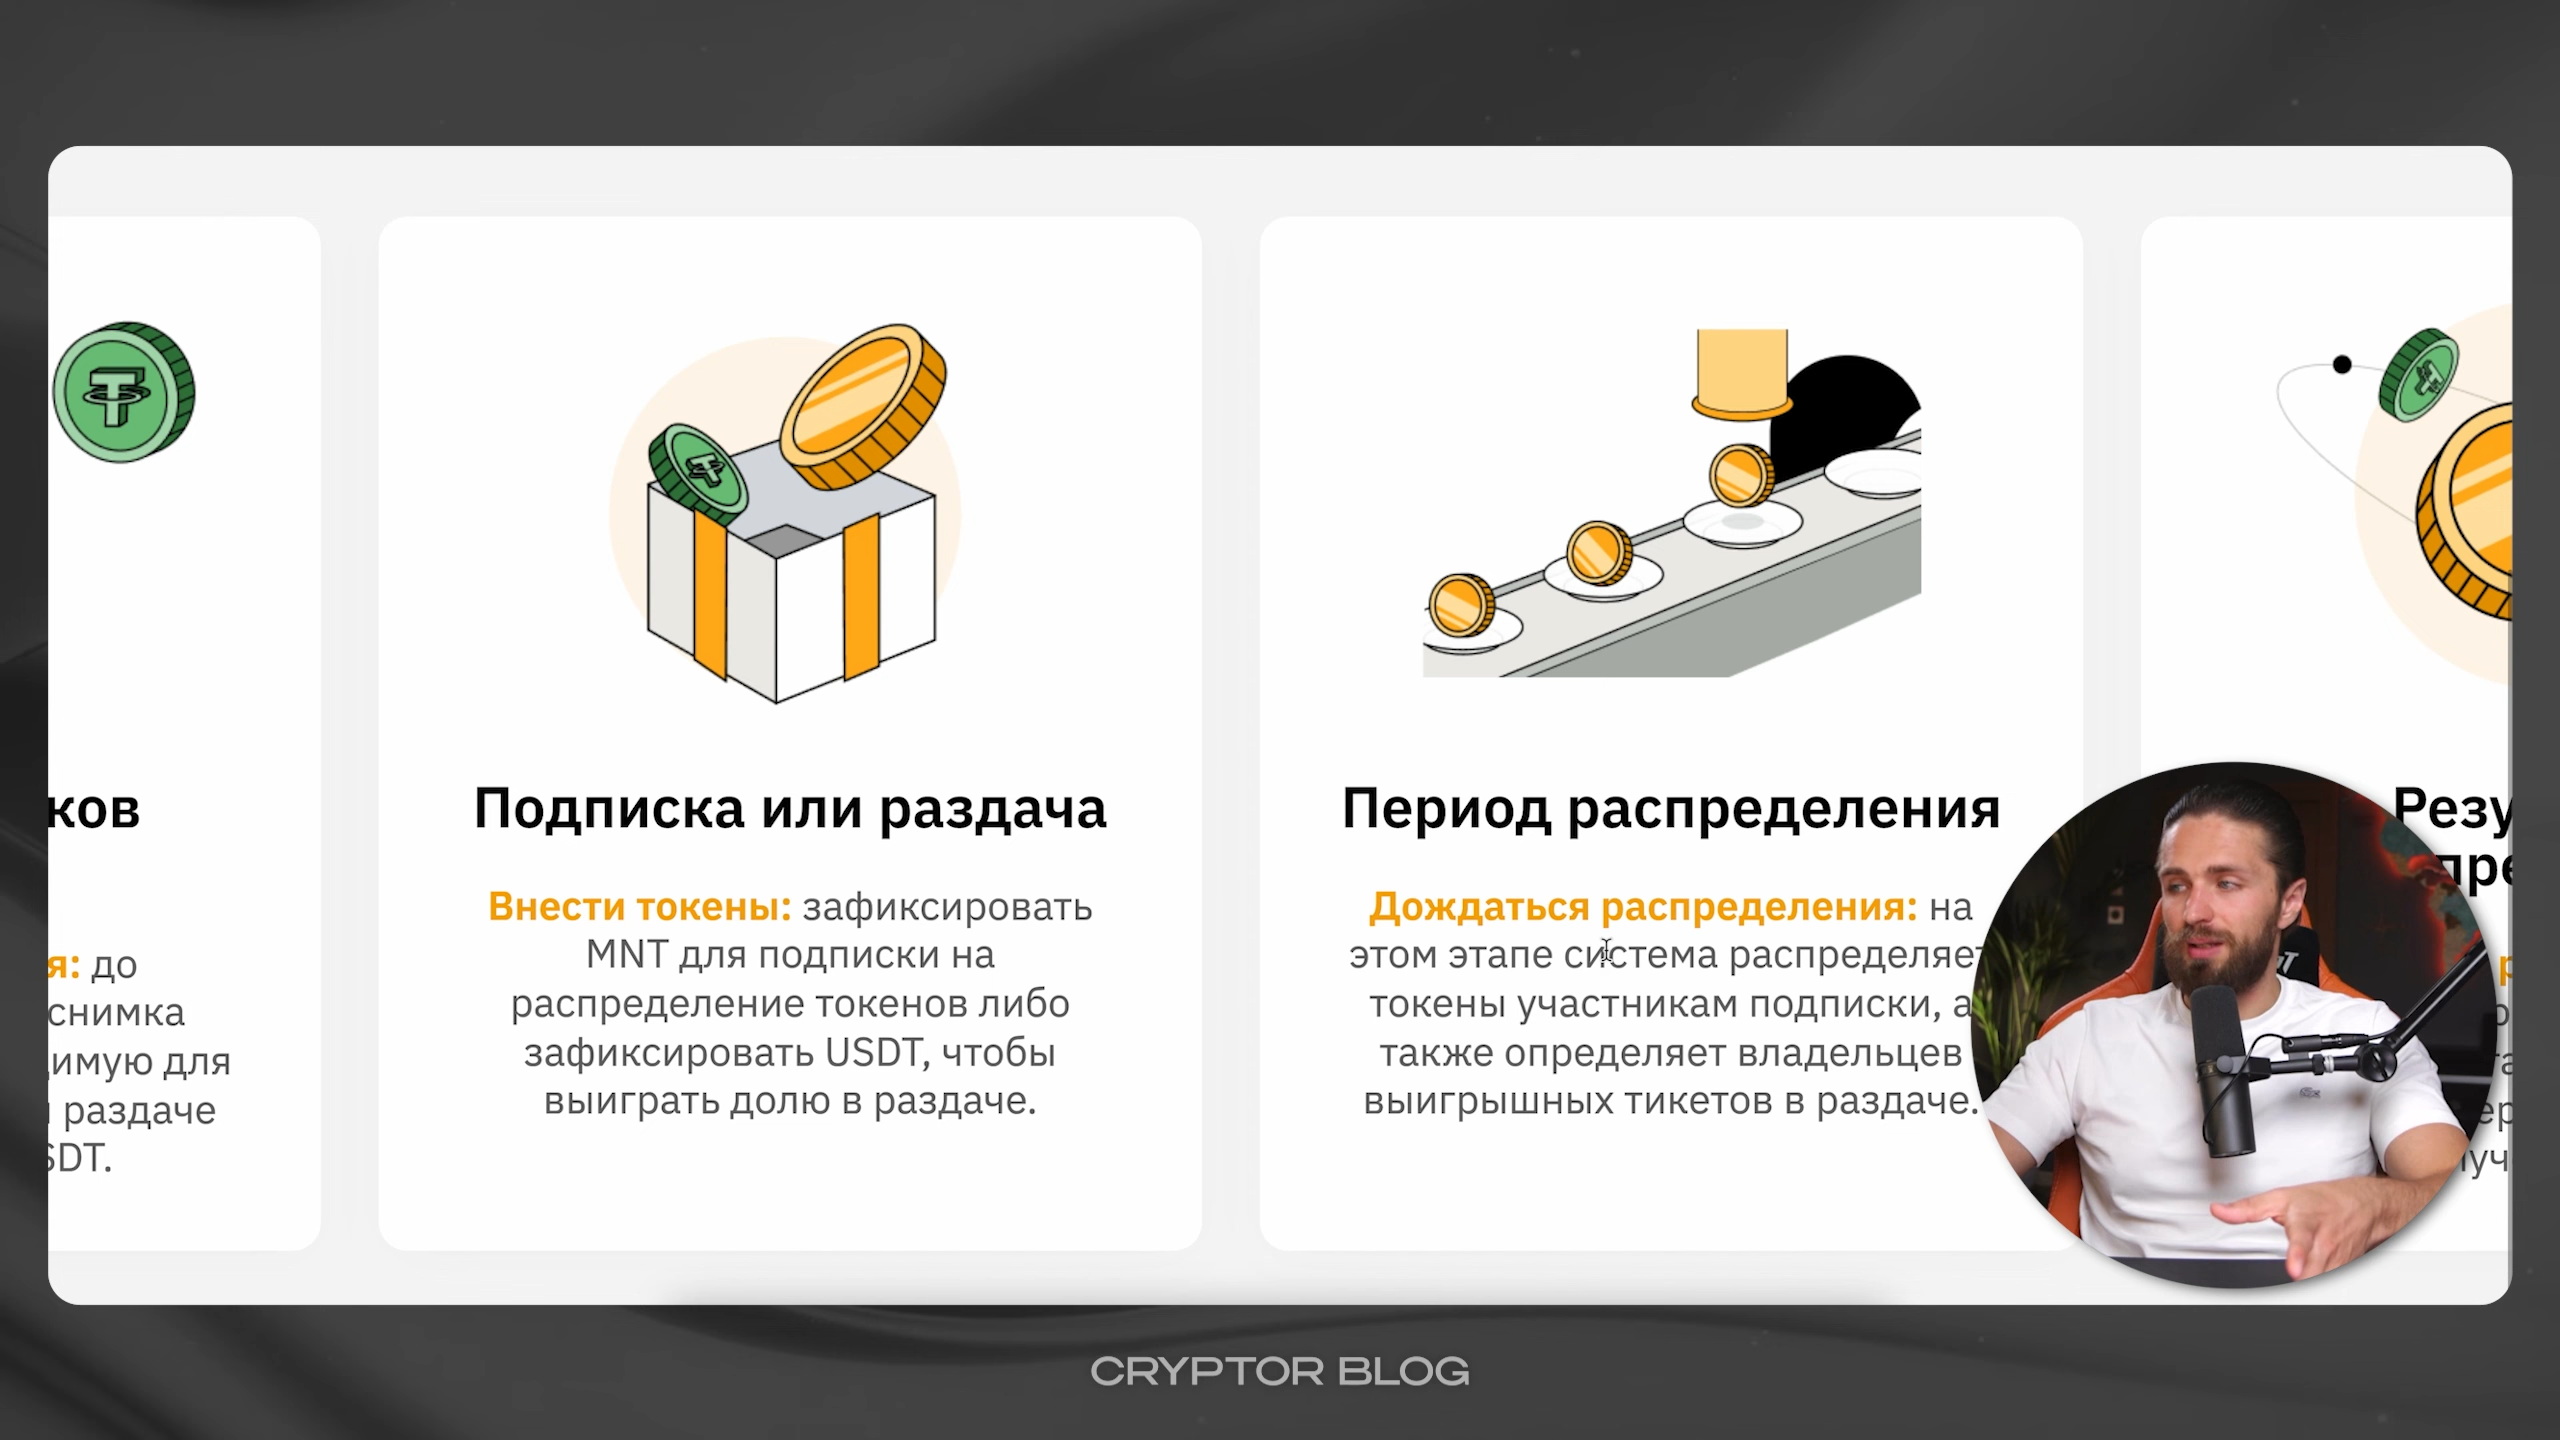 ков
я: до
снимка
димую для
раздаче
SDT.
Подписка или раздача
Внести токены: зафиксировать
MNT для подписки на
распределение токенов либо
зафиксировать USDT, чтобы
выиграть долю в раздаче.
Период распределения
Дождаться распределения: на
этом этапе система распределяет
токены участникам подписки, а
также определяет владельцев
выигрышных тикетов в раздаче.
Резу
пре
CRYPTOR BLOG